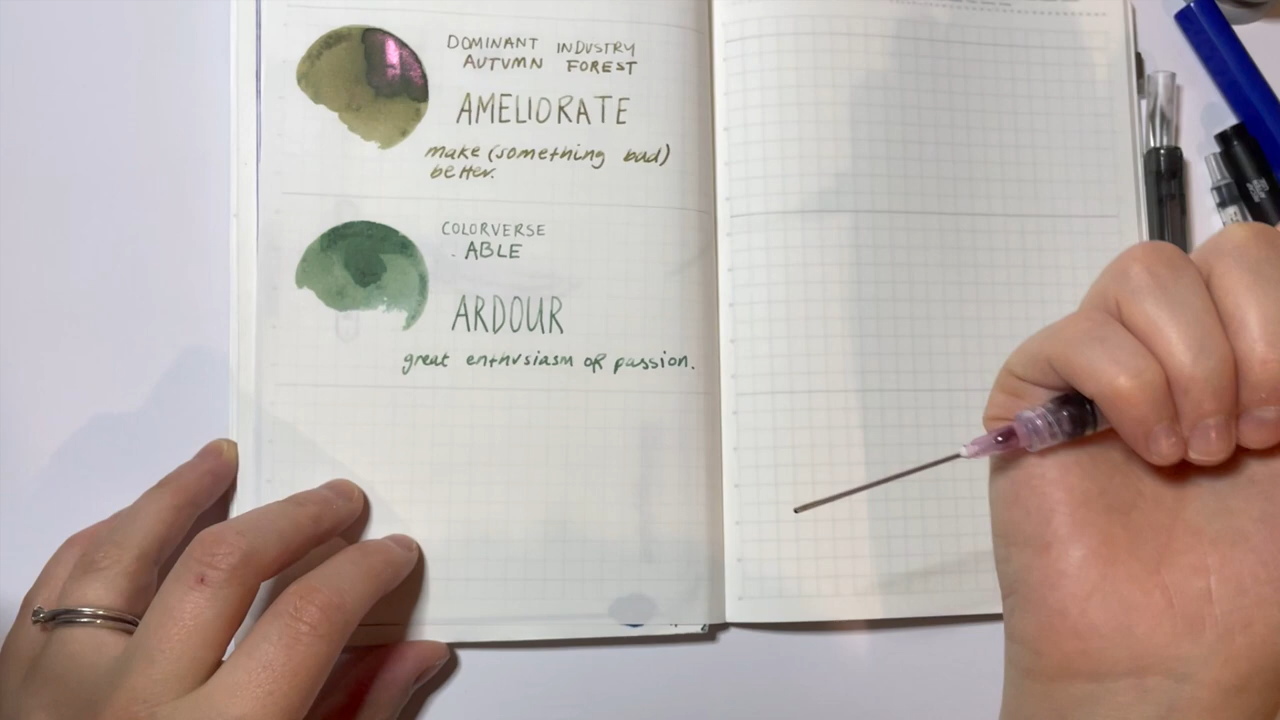 DOMINANT INDUSTRY
AUTUMN FOREST
AMELIORATE
make (something bad)
better.
COLORVERSE
ABLE
ARDOUR
great enthusiasm or passion.